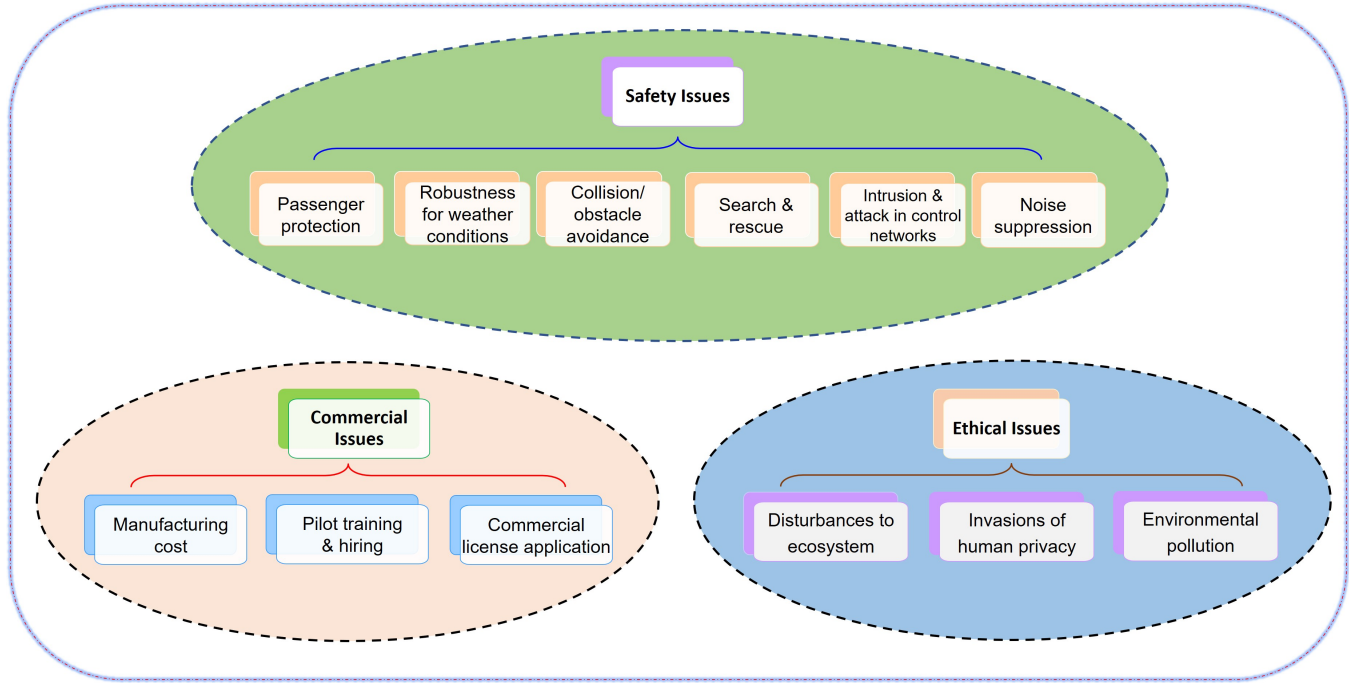 Safety Issues
Passenger
protection
Robustness
for weather
conditions
Collision/
obstacle
avoidance
Search &
rescue
Intrusion &
attack in control
networks
Noise
suppression
Commercial
Issues
Manufacturing
cost
Pilot training
& hiring
Commercial
license application
Ethical Issues
Disturbances to
ecosystem
Invasions of
human privacy
Environmental
pollution